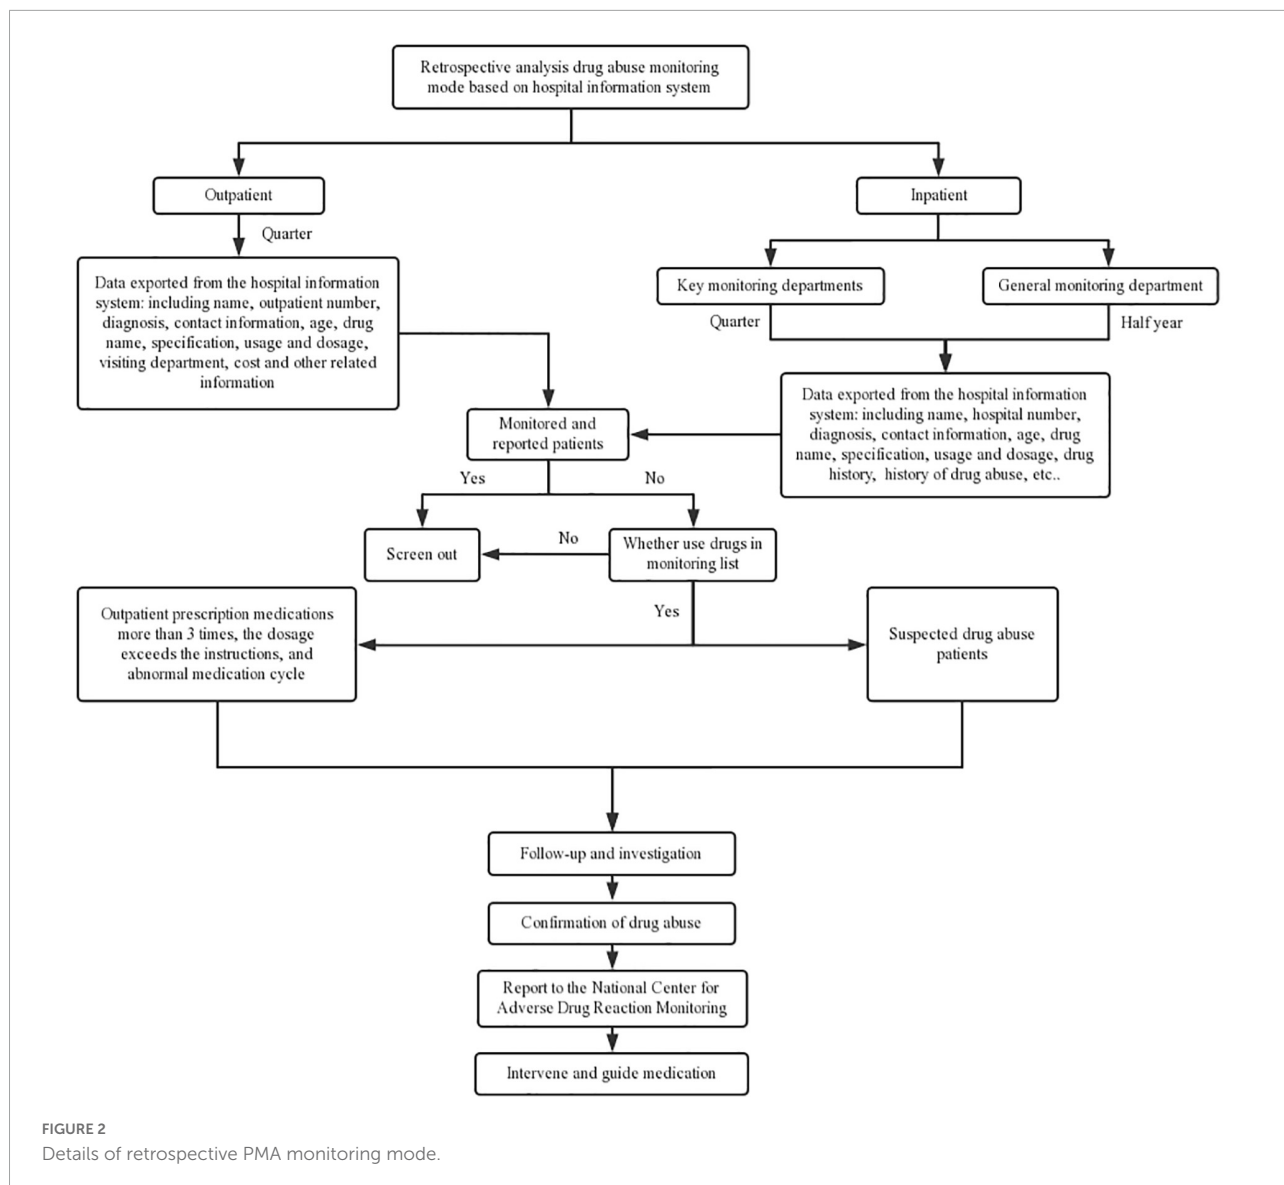 Retrospective analysis drug abuse monitoring
mode based on hospital information system
Outpatient
Inpatient
Quarter
Data exported from the hospital information
system: including name, outpatient number,
diagnosis, contact information, age, drug
name, specification, usage and dosage,
visiting department, cost and other related
information
Key monitoring departments
General monitoring department
Quarter
Half year
Data exported from the hospital information
system: including name, hospital number,
diagnosis, contact information, age, drug
name, specification, usage and dosage, drug
history, history of drug abuse, etc..
Monitored and
reported patients
Yes
No
Screen out
No
Whether use drugs in
monitoring list
Yes
Outpatient prescription medications
more than 3 times, the dosage
exceeds the instructions, and
abnormal medication cycle
Suspected drug abuse
patients
Follow-up and investigation
Confirmation of drug abuse
Report to the National Center for
Adverse Drug Reaction Monitoring
Intervene and guide medication
FIGURE 2
Details of retrospective PMA monitoring mode.